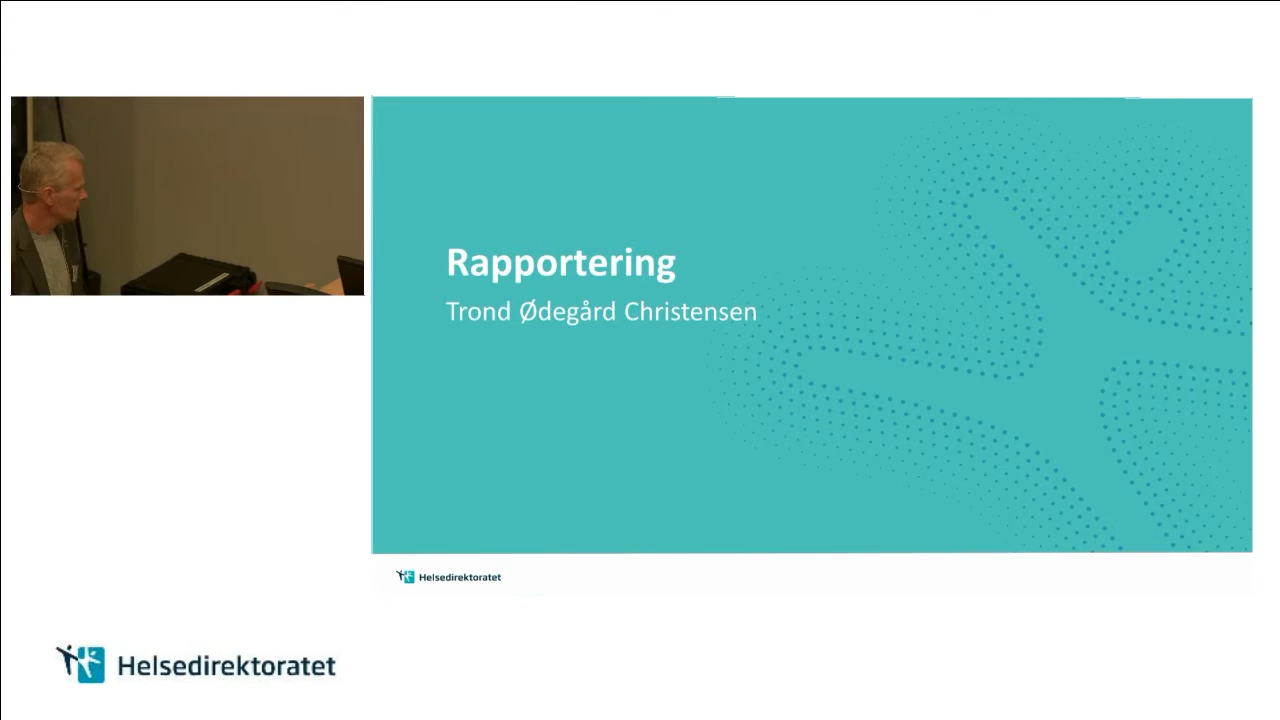 Rapportering
Trond Ødegård Christensen
Helsedirektoratet
Helsedirektoratet